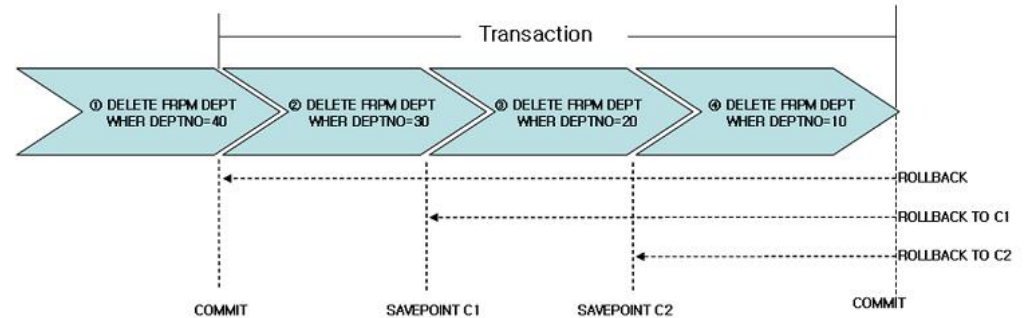 Transaction
① DELETE FRPM DEPT
WHER DEPTNO=40
② DELETE FRPM DEPT
WHER DEPTNO=30
③ DELETE FRPM DEPT
WHER DEPTNO=20
④ DELETE FRPM DEPT
WHER DEPTNO=10
ROLLBACK
ROLLBACK TO C1
ROLLBACK TO C2
COMMIT
SAVEPOINT C1
SAVEPOINT C2
COMMIT